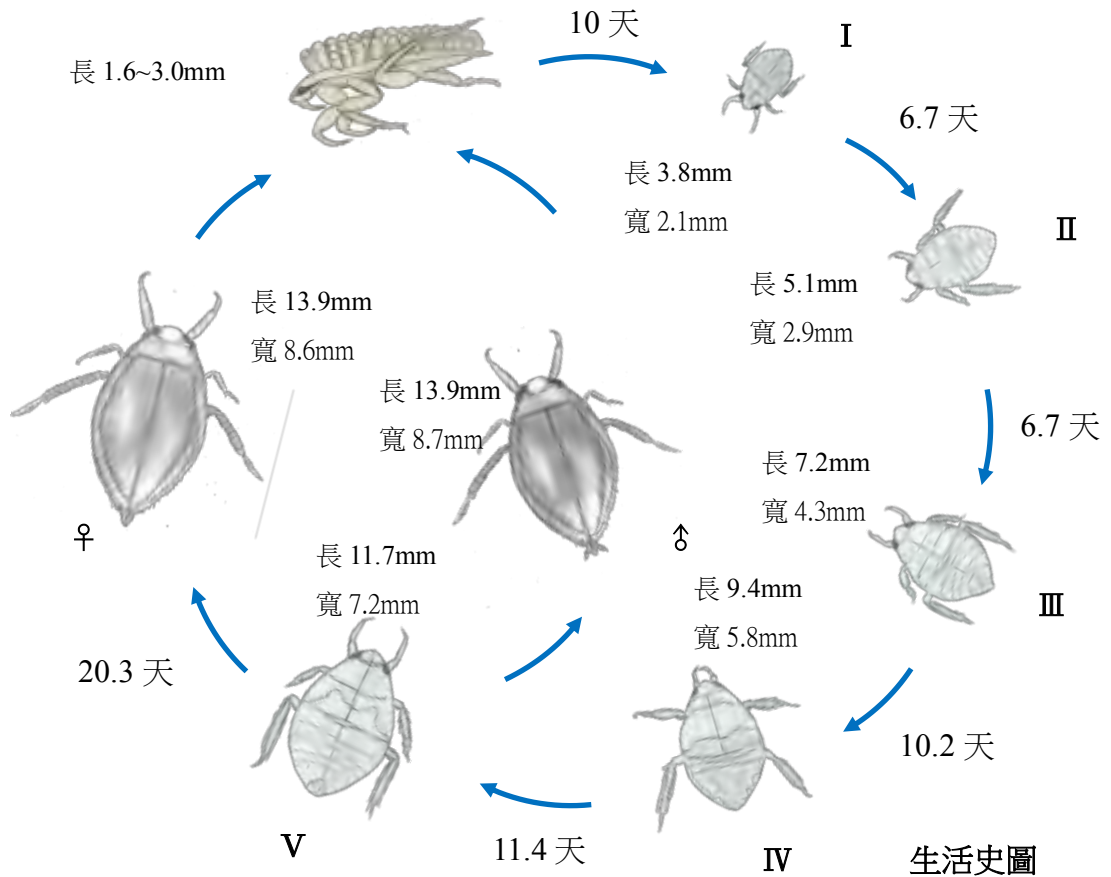 10 天
I
長 1.6~3.0mm
6.7 天
長 3.8mm
寬 2.1mm
II
長 5.1mm
寬 2.9mm
長 13.9mm
寬 8.6mm
長 13.9mm
寬 8.7mm
6.7 天
長 7.2mm
寬 4.3mm
♀
♂
長 11.7mm
寬 7.2mm
長 9.4mm
寬 5.8mm
III
20.3 天
10.2 天
V
11.4 天
IV
生活史圖